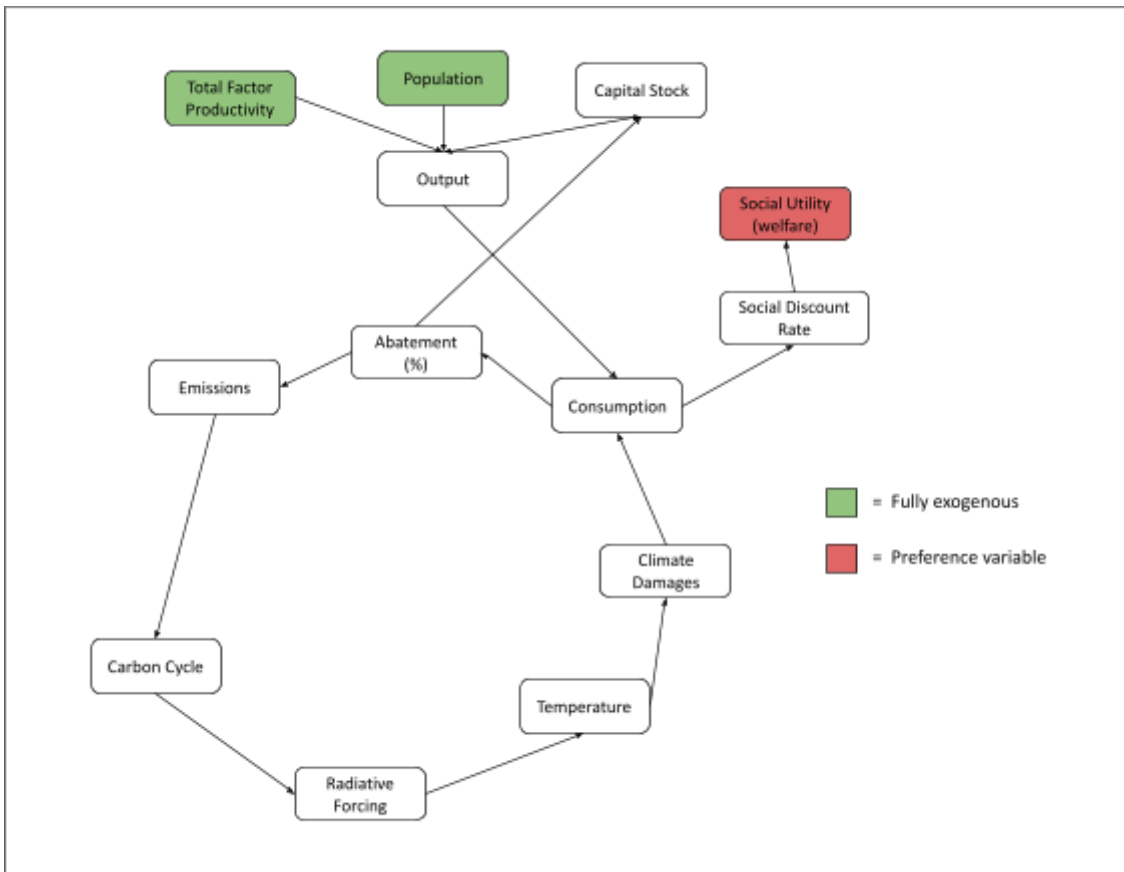 Total Factor
Productivity
Population
Capital Stock
Output
Social Utility
(welfare)
Social Discount
Rate
Abatement
(%)
Emissions
Consumption
= Fully exogenous
= Preference variable
Climate
Damages
Carbon Cycle
Temperature
Radiative
Forcing